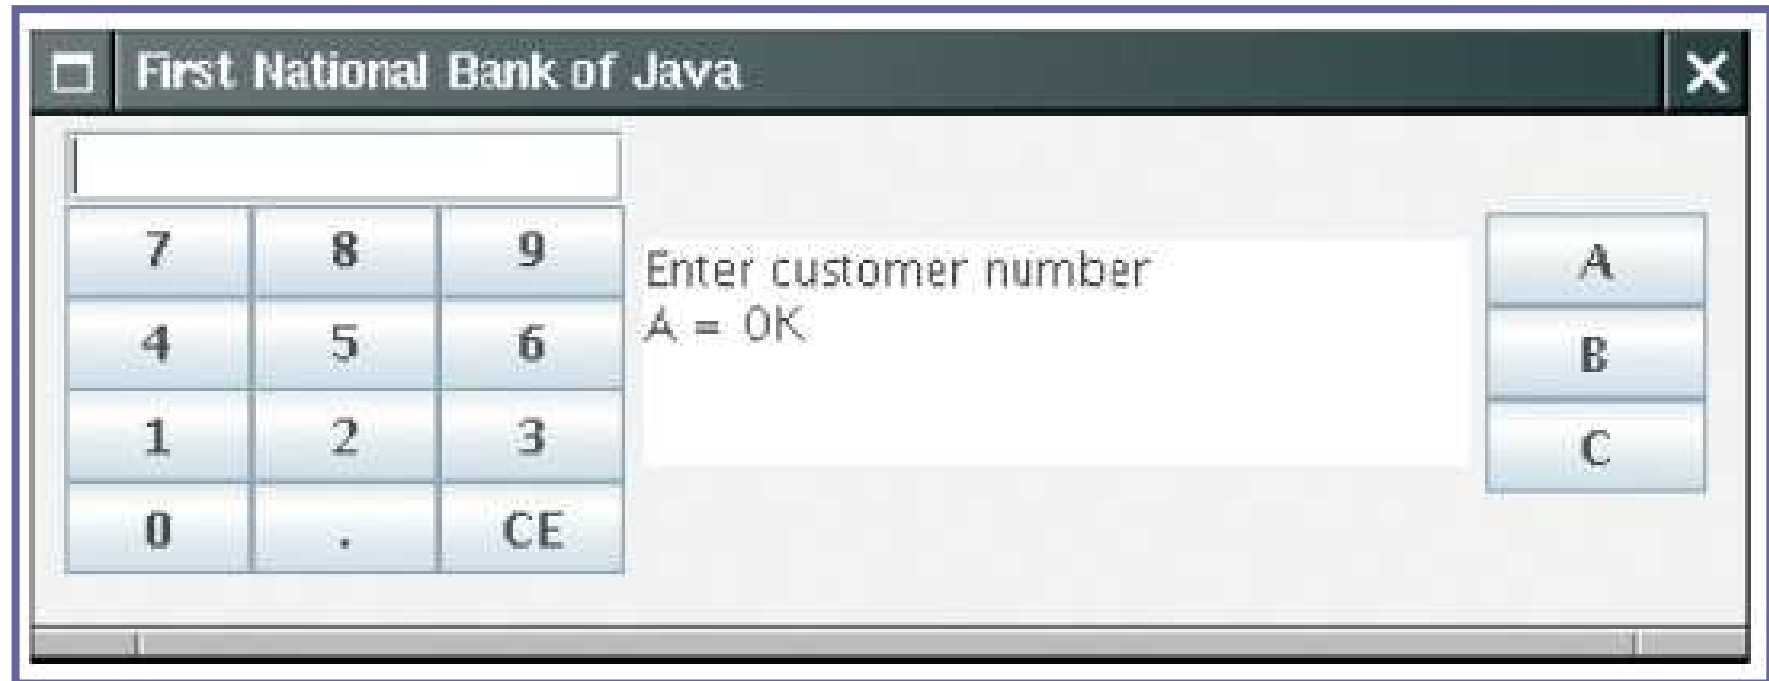 First National Bank of Java
7 8 9
4 5 6
1 2 3
0 . CE
Enter customer number
A = OK
A
B
C